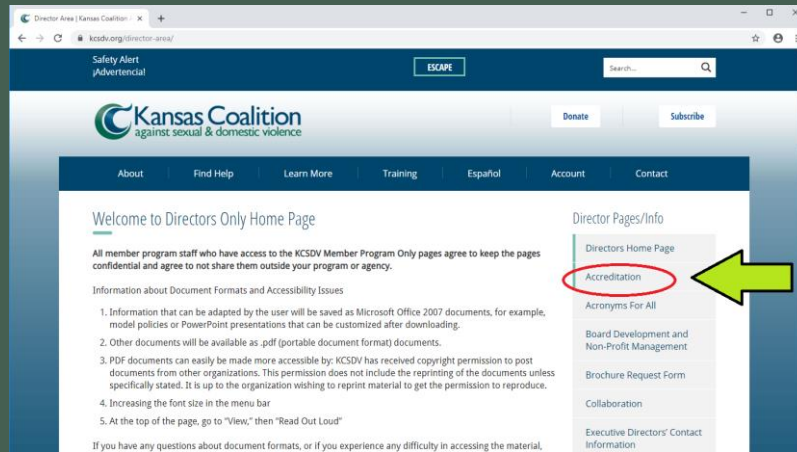 Director Area | Kansas Coalition
kcsdv.org/director-area/
Safety Alert
¡Advertencia!
ESCAPE
Search...
Kansas Coalition
against sexual & domestic violence
Donate
Subscribe
About
Find Help
Learn More
Training
Español
Account
Contact
Welcome to Directors Only Home Page
All member program staff who have access to the KCSDV Member Program Only pages agree to keep the pages
confidential and agree to not share them outside your program or agency.
Information about Document Formats and Accessibility Issues
1. Information that can be adapted by the user will be saved as Microsoft Office 2007 documents, for example,
model policies or PowerPoint presentations that can be customized after downloading.
2. Other documents will be available as .pdf (portable document format) documents.
3. PDF documents can easily be made more accessible by: KCSDV has received copyright permission to post
documents from other organizations. This permission does not include the reprinting of the documents unless
specifically stated. It is up to the organization wishing to reprint material to get the permission to reproduce.
4. Increasing the font size in the menu bar
5. At the top of the page, go to "View," then "Read Out Loud"
If you have any questions about document formats, or if you experience any difficulty in accessing the material,
Director Pages/Info
Directors Home Page
Accreditation
Acronyms For All
Board Development and
Non-Profit Management
Brochure Request Form
Collaboration
Executive Directors' Contact
Information